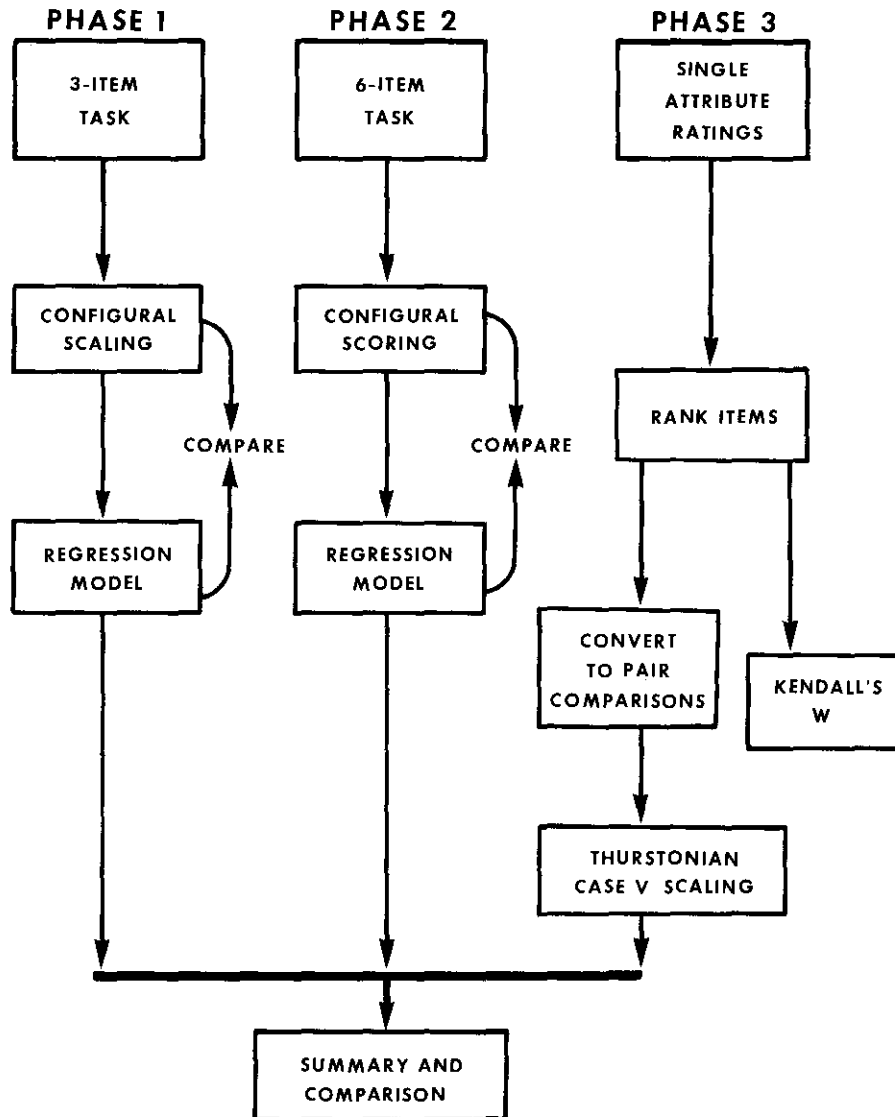 PHASE 1
PHASE 2
PHASE 3
3-ITEM
TASK
6-ITEM
TASK
SINGLE
ATTRIBUTE
RATINGS
CONFIGURAL
SCALING
CONFIGURAL
SCORING
COMPARE
COMPARE
RANK ITEMS
REGRESSION
MODEL
REGRESSION
MODEL
CONVERT
TO PAIR
COMPARISONS
KENDALL'S
W
THURSTONIAN
CASE V SCALING
SUMMARY AND
COMPARISON